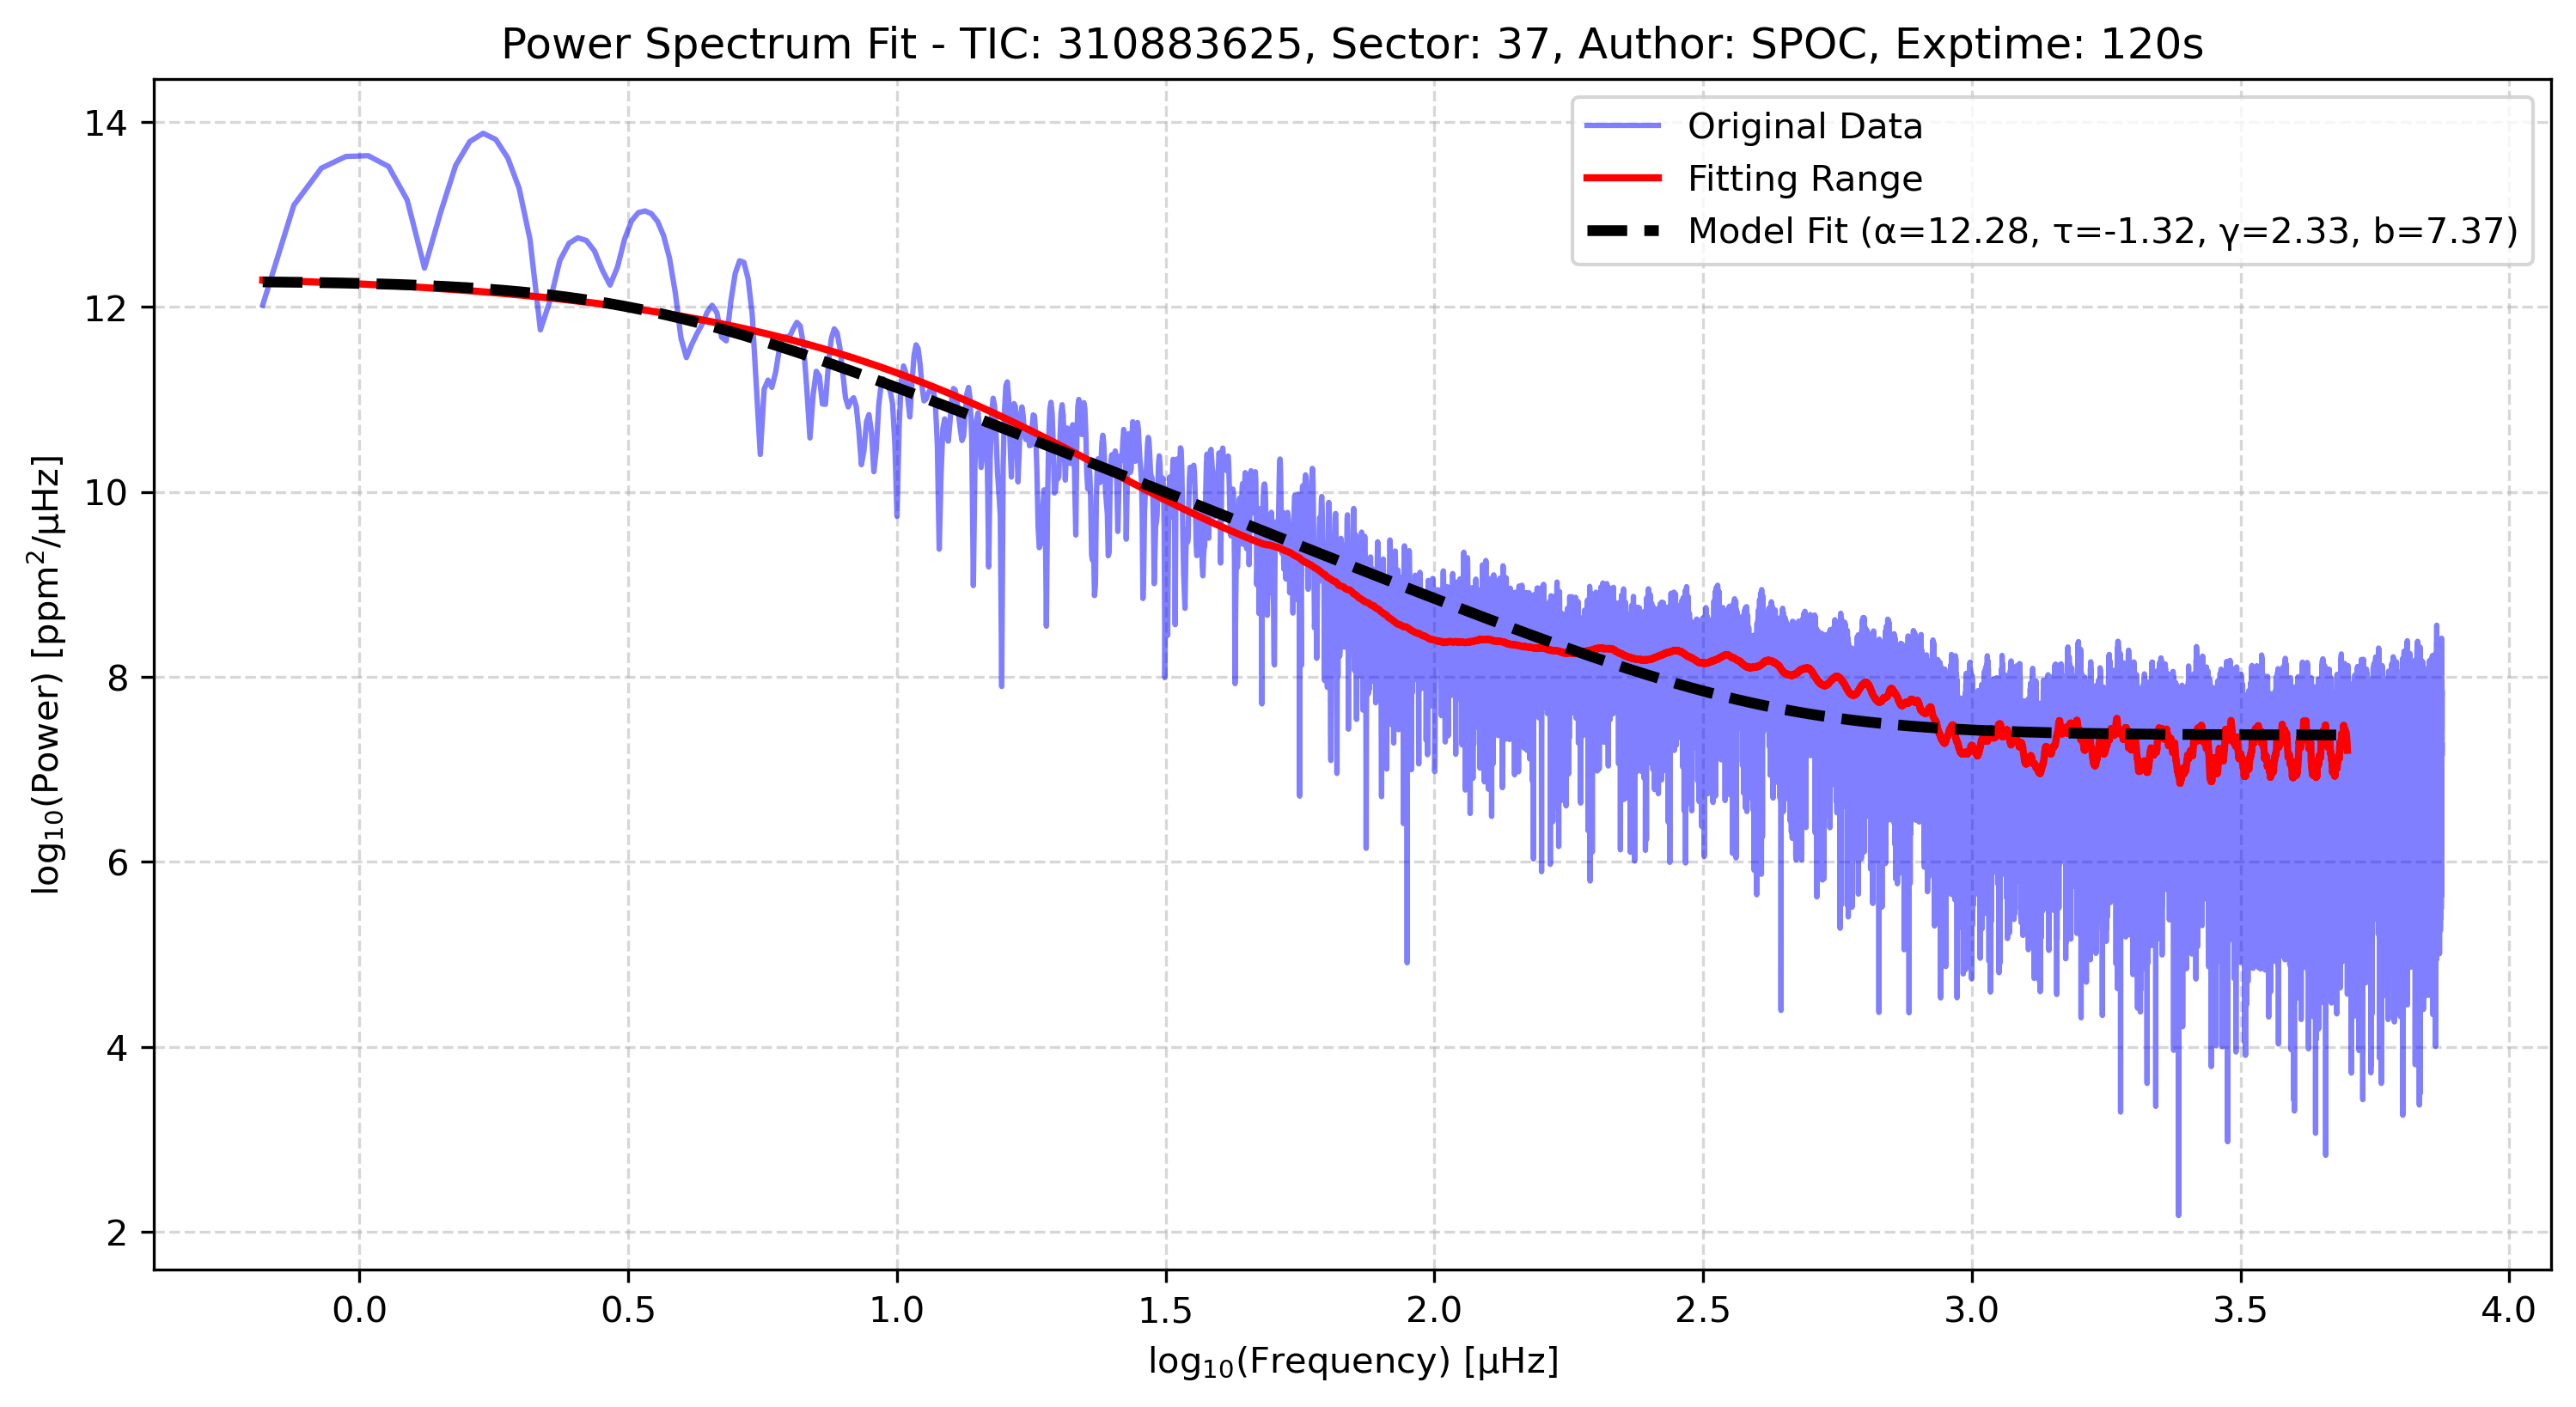 Power Spectrum Fit - TIC: 310883625, Sector: 37, Author: SPOC, Exptime: 120s
Original Data
Fitting Range
Model Fit (α=12.28, τ=-1.32, γ=2.33, b=7.37)
log₁₀(Power) [ppm²/μHz]
14
12
10
8
6
4
2
0.0 0.5 1.0 1.5 2.0 2.5 3.0 3.5 4.0
log₁₀(Frequency) [μHz]